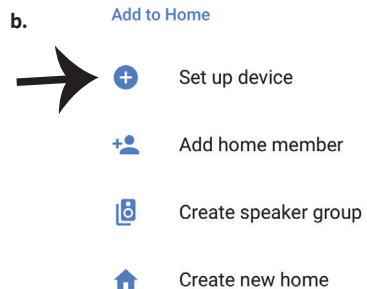 b.
Add to Home
Set up device
Add home member
Create speaker group
Create new home